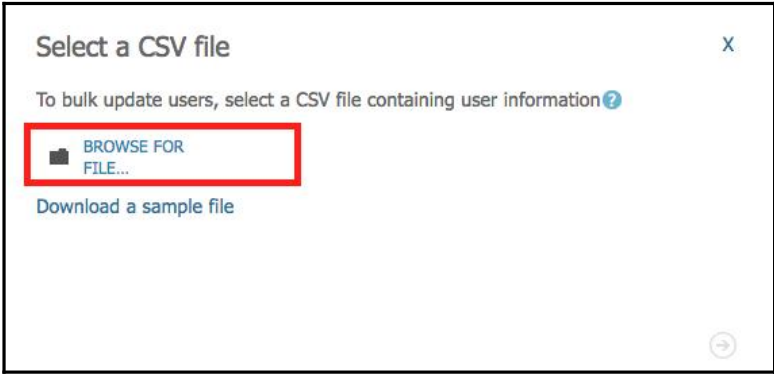 Select a CSV file
X
To bulk update users, select a CSV file containing user information?
BROWSE FOR
FILE...
Download a sample file